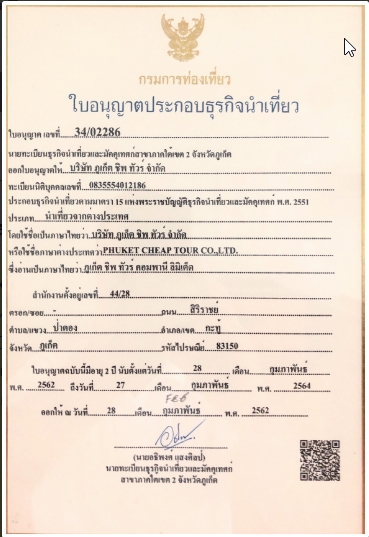 กรมการท่องเที่ยว
ใบอนุญาตประกอบธุรกิจนำเที่ยว
ใบอนุญาต เลขที่ 34/02286
นายทะเบียนธุรกิจนำเที่ยวและมัคคุเทศก์สาขาภาคใต้เขต 2 จังหวัดภูเก็ต
ออกใบอนุญาตให้ บริษัท ภูเก็ต ชีพ ทัวร์ จำกัด
ทะเบียนนิติบุคคลเลขที่ 0835554012186
ประกอบธุรกิจนำเที่ยวตามมาตรา 15 แห่งพระราชบัญญัติธุรกิจนำเที่ยวและมัคคุเทศก์ พ.ศ. 2551
ประเภท นำเที่ยวจากต่างประเทศ
โดยใช้ชื่อเป็นภาษาไทยว่า บริษัท ภูเก็ต ชีพ ทัวร์ จำกัด
หรือใช้ชื่อภาษาต่างประเทศว่า PHUKET CHEAP TOUR CO.,LTD.
ซึ่งอ่านเป็นภาษาไทยว่า ภูเก็ต ชีพ ทัวร์ คอมพานี ลิมิเต็ด
สำนักงานตั้งอยู่เลขที่ 44/28
ตรอก/ซอย - ถนน สิริราชย์
ตำบล/แขวง ป่าตอง อำเภอ/เขต กะทู้
จังหวัด ภูเก็ต รหัสไปรษณีย์ 83150
ใบอนุญาตฉบับนี้มีอายุ 2 ปี นับตั้งแต่วันที่ 28 เดือน กุมภาพันธ์
พ.ศ. 2562 ถึงวันที่ 27 เดือน กุมภาพันธ์ พ.ศ. 2564
FEB
ออกให้ ณ วันที่ 28 เดือน กุมภาพันธ์ พ.ศ. 2562
(นายอธิพงศ์ แสงศิลป์)
นายทะเบียนธุรกิจนำเที่ยวและมัคคุเทศก์
สาขาภาคใต้เขต 2 จังหวัดภูเก็ต